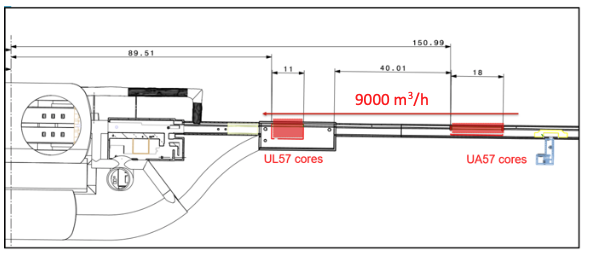 150.99
89.51
11
40.01
18
9000 m³/h
UL57 cores
UA57 cores